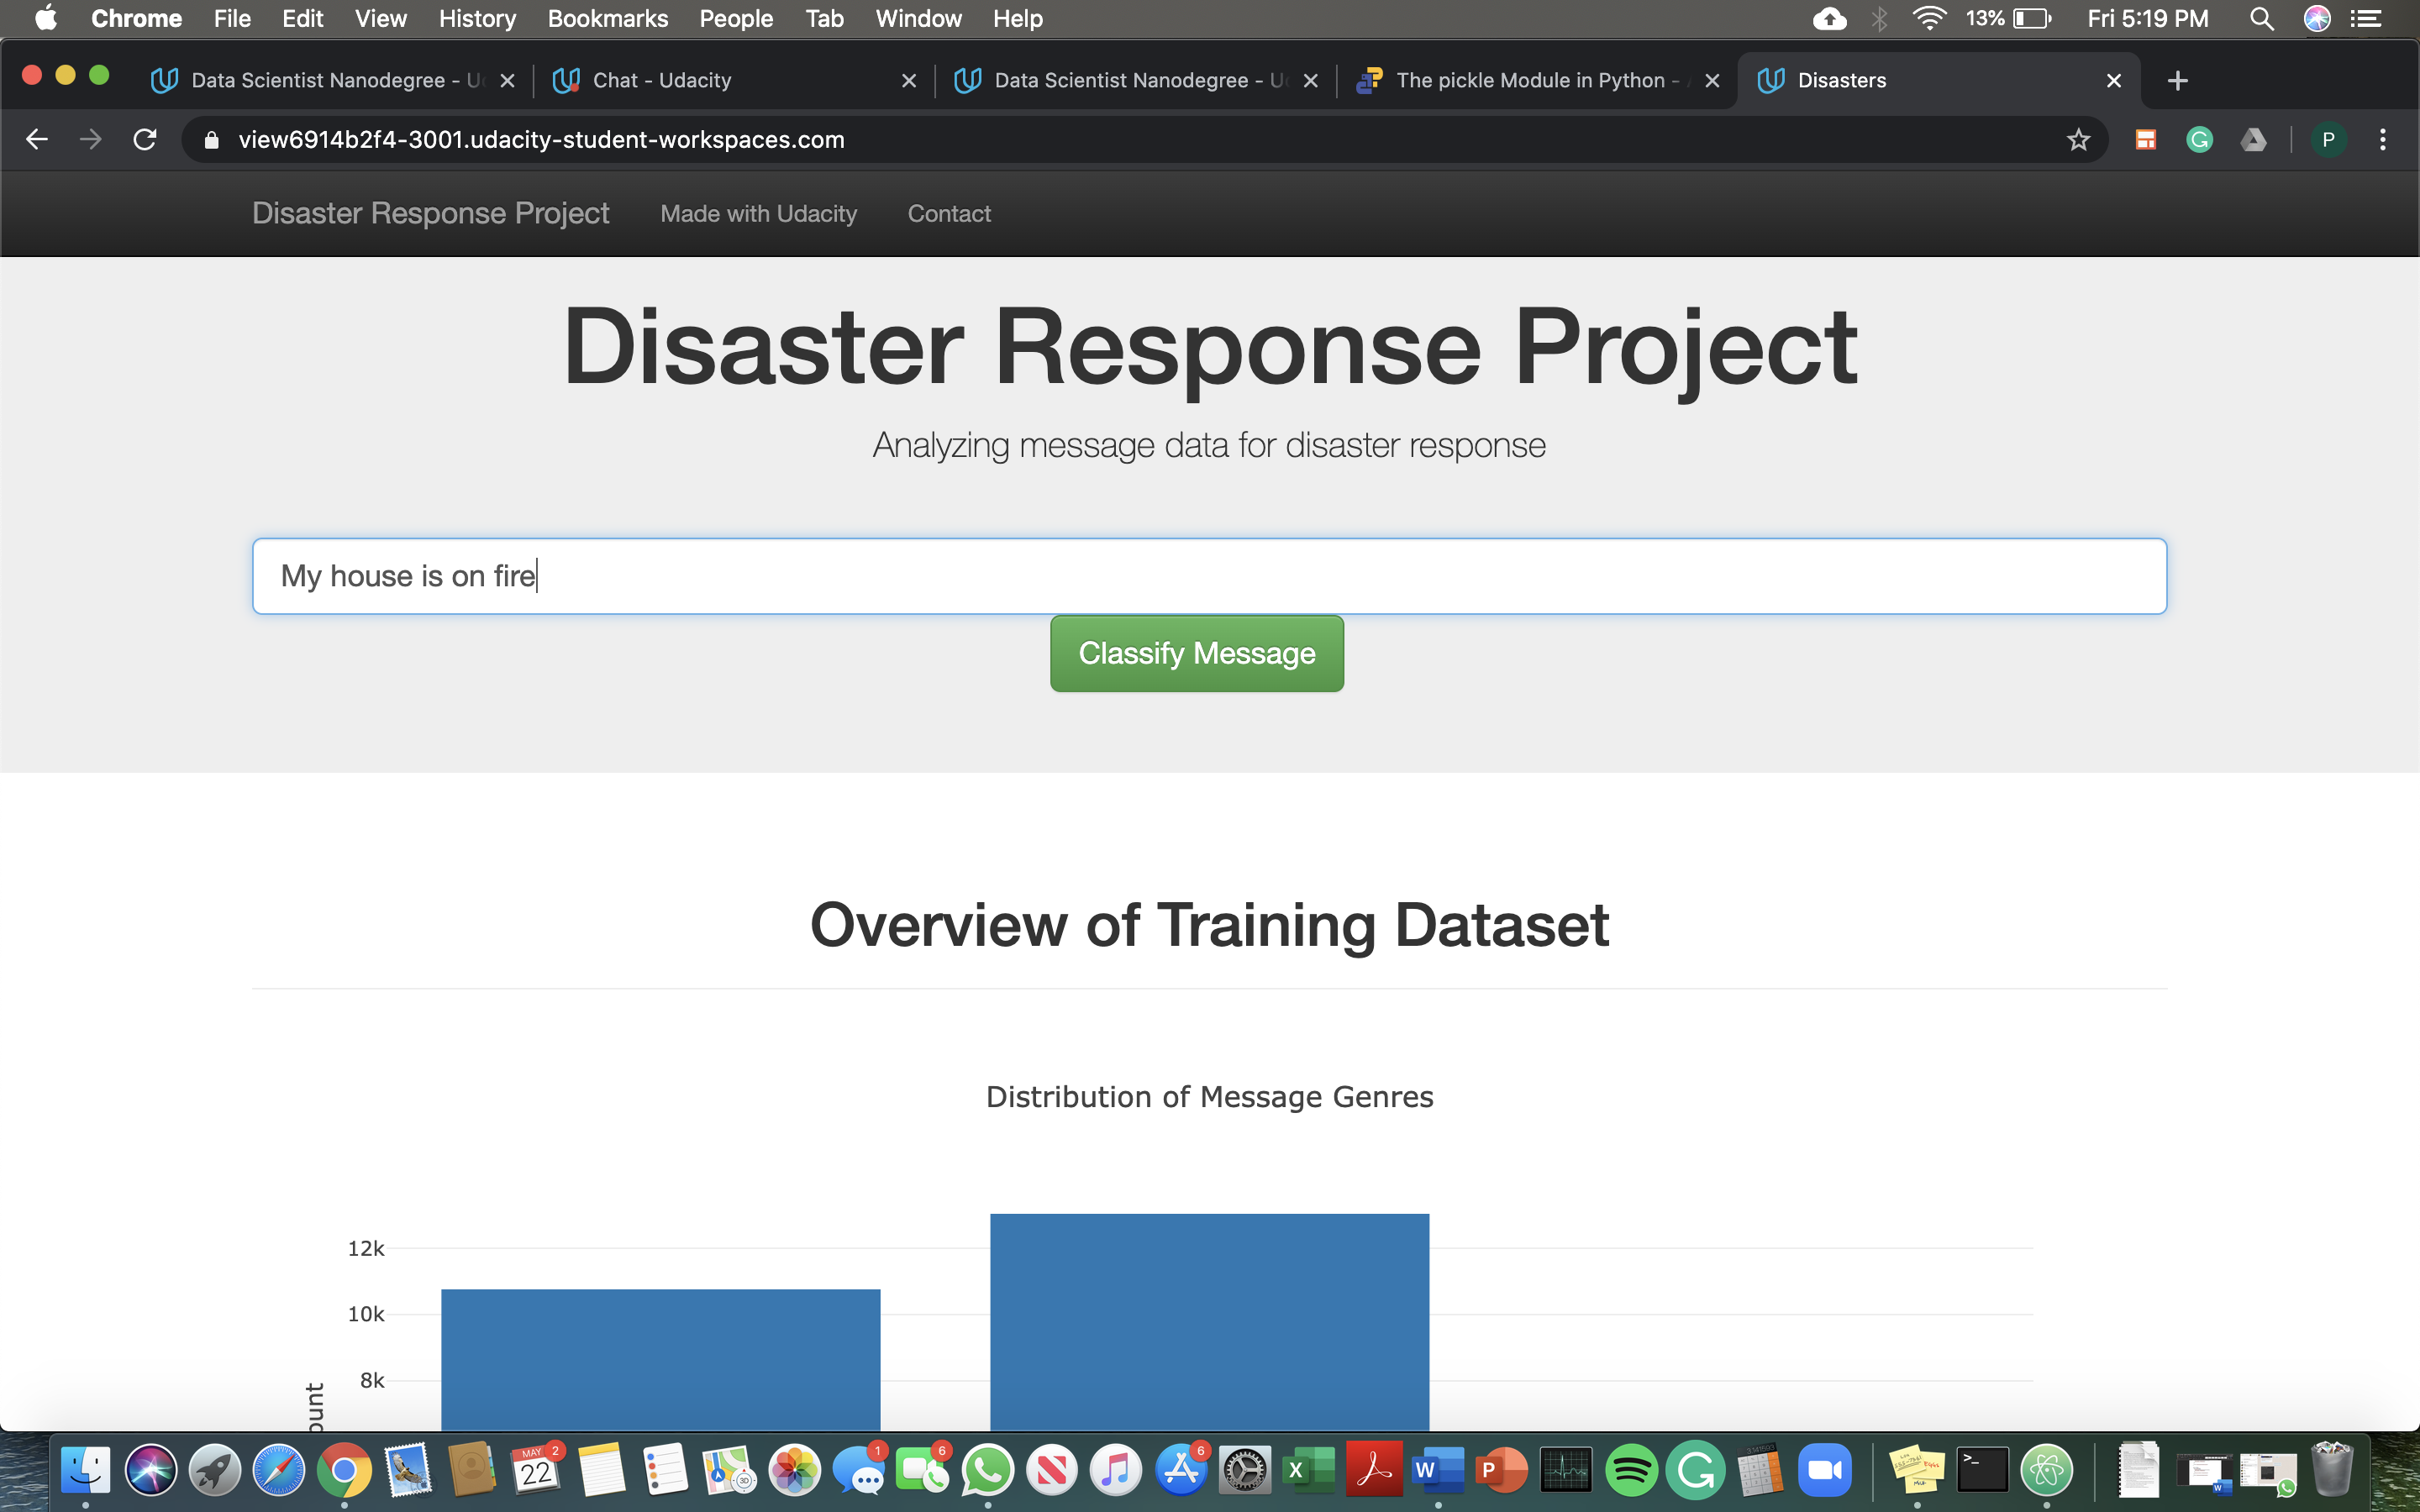 Chrome File Edit View History Bookmarks People Tab Window Help 13% Fri 5:19 PM
Data Scientist Nanodegree - Chat - Udacity Data Scientist Nanodegree - The pickle Module in Python - Disasters
view6914b2f4-3001.udacity-student-workspaces.com P
Disaster Response Project Made with Udacity Contact
Disaster Response Project
Analyzing message data for disaster response
My house is on fire
Classify Message
Overview of Training Dataset
Distribution of Message Genres
12k
10k
8k
ount
MAY 2
22
3D
1
6
6
X
W
P
>_